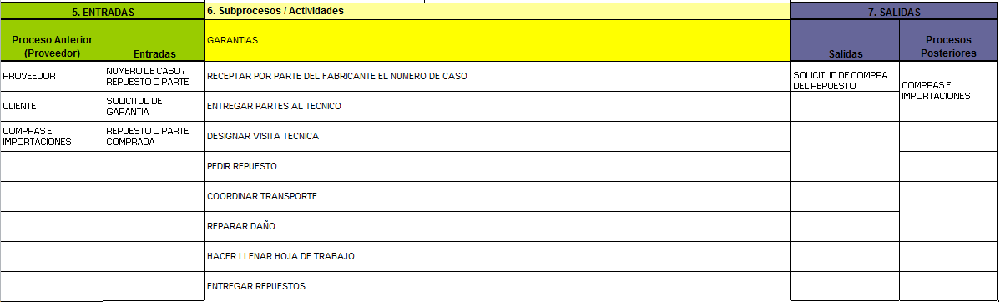 5. ENTRADAS
6. Subprocesos / Actividades
7. SALIDAS
Proceso Anterior
(Proveedor)
Entradas
GARANTIAS
Salidas
Procesos
Posteriores
PROVEEDOR
NUMERO DE CASO /
REPUESTO O PARTE
RECEPTAR POR PARTE DEL FABRICANTE EL NUMERO DE CASO
SOLICITUD DE COMPRA
DEL REPUESTO
COMPRAS E
IMPORTACIONES
CLIENTE
SOLICITUD DE
GARANTIA
ENTREGAR PARTES AL TECNICO
COMPRAS E
IMPORTACIONES
REPUESTO O PARTE
COMPRADA
DESIGNAR VISITA TECNICA
PEDIR REPUESTO
COORDINAR TRANSPORTE
REPARAR DAÑO
HACER LLENAR HOJA DE TRABAJO
ENTREGAR REPUESTOS